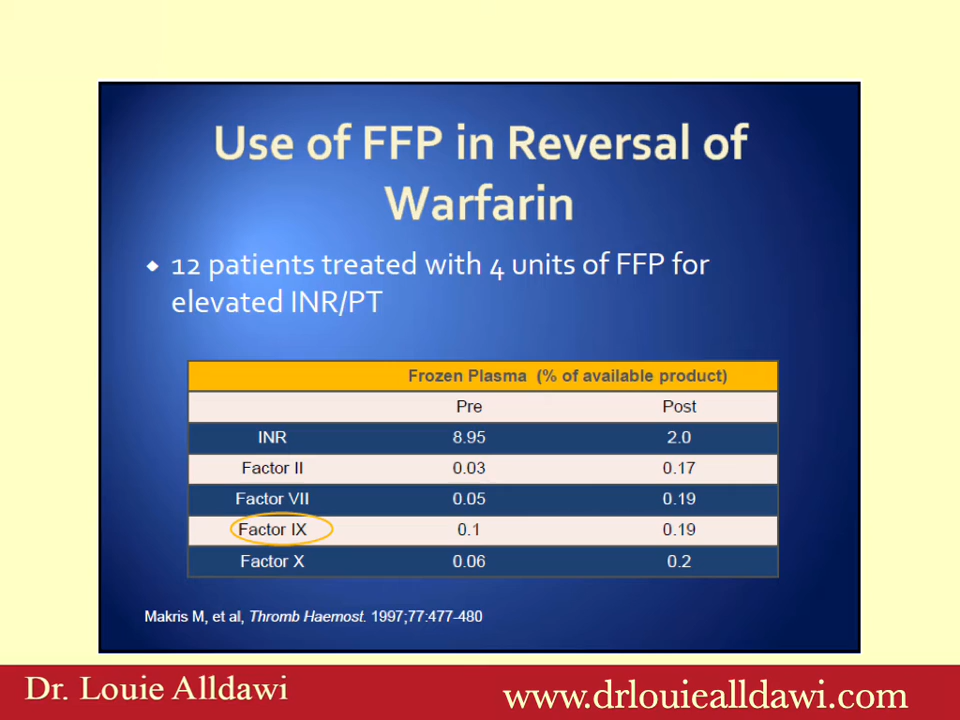 Use of FFP in Reversal of
Warfarin
12 patients treated with 4 units of FFP for
elevated INR/PT
Frozen Plasma (% of available product)
Pre Post
INR 8.95 2.0
Factor II 0.03 0.17
Factor VII 0.05 0.19
Factor IX 0.1 0.19
Factor X 0.06 0.2
Makris M, et al, Thromb Haemost. 1997;77:477-480
Dr. Louie Alldawi www.drlouiealldawi.com